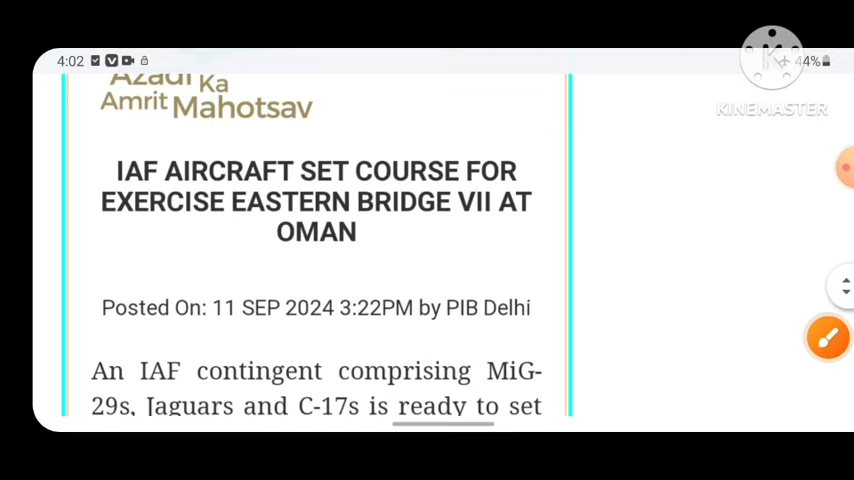 4:02
44%
KINEMASTER
Azadi Ka
Amrit Mahotsav
IAF AIRCRAFT SET COURSE FOR
EXERCISE EASTERN BRIDGE VII AT
OMAN
Posted On: 11 SEP 2024 3:22PM by PIB Delhi
An IAF contingent comprising MiG-
29s, Jaguars and C-17s is ready to set